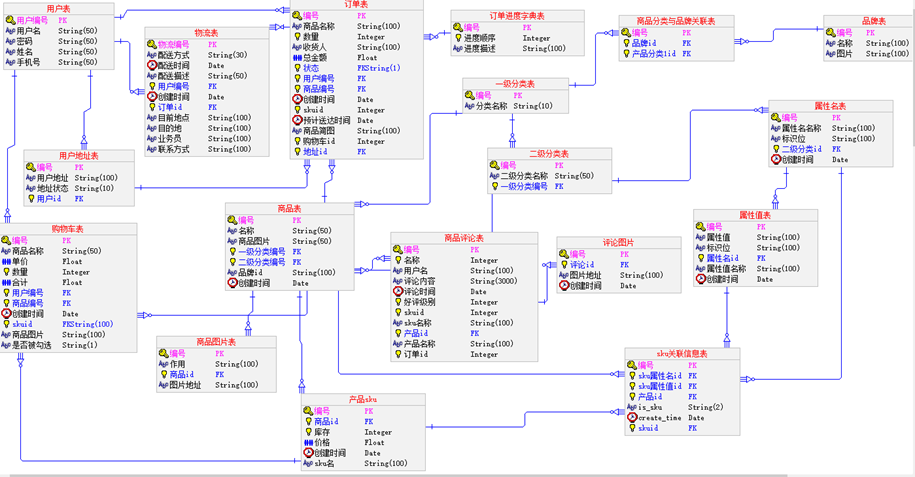 用户表
用户编号 PK
用户名 String(50)
密码 String(50)
姓名 String(50)
手机号 String(50)
物流表
物流编号 PK
配送方式 String(30)
配送时间 Date
配送描述 String(50)
用户编号 FK
创建时间 Date
订单id FK
目前地点 String(100)
目的地 String(100)
业务员 String(100)
联系方式 String(100)
订单表
编号 PK
商品名称 String(100)
数量 Integer
收货人 String(100)
总金额 Float
状态 FKString(1)
用户编号 FK
商品编号 FK
创建时间 Date
skuid Integer
预计送达时间 Date
商品简图 String(100)
购物车id Integer
地址id FK
订单进度字典表
编号 PK
进度顺序 Integer
进度描述 String(100)
商品分类与品牌关联表
编号 PK
品牌id FK
产品分类1id FK
品牌表
编号 PK
名称 String(100)
图片 String(100)
一级分类表
编号 PK
分类名称 String(10)
属性名表
编号 PK
属性名名称 String(100)
标识位 String(100)
二级分类id FK
创建时间 Date
用户地址表
编号 PK
用户地址 String(100)
地址状态 String(10)
用户id FK
二级分类表
编号 PK
二级分类名称 String(50)
一级分类编号 FK
购物车表
编号 PK
商品名称 String(50)
单价 Float
数量 Integer
合计 Float
用户编号 FK
商品编号 FK
创建时间 Date
skuid FKString(100)
商品图片 String(100)
是否被勾选 String(1)
商品表
编号 PK
名称 String(50)
商品图片 String(50)
一级分类编号 FK
二级分类编号 FK
品牌id String(100)
创建时间 Date
商品评论表
编号 PK
名称 Integer
用户名 String(100)
评论内容 String(3000)
评论时间 Date
好评级别 Integer
skuid Integer
sku名称 String(100)
产品id FK
产品名称 String(100)
订单id Integer
评论图片
编号 PK
评论id FK
图片地址 String(100)
创建时间 Date
属性值表
编号 PK
属性值 String(100)
标识位 String(100)
属性名id FK
属性值名称 String(100)
创建时间 Date
商品图片表
编号 PK
作用 String(100)
商品id FK
图片地址 String(100)
产品sku
编号 PK
商品id FK
库存 Integer
价格 Float
创建时间 Date
sku名 String(100)
sku关联信息表
编号 PK
sku属性名id FK
sku属性值id FK
产品id FK
is_sku String(2)
create_time Date
skuid FK